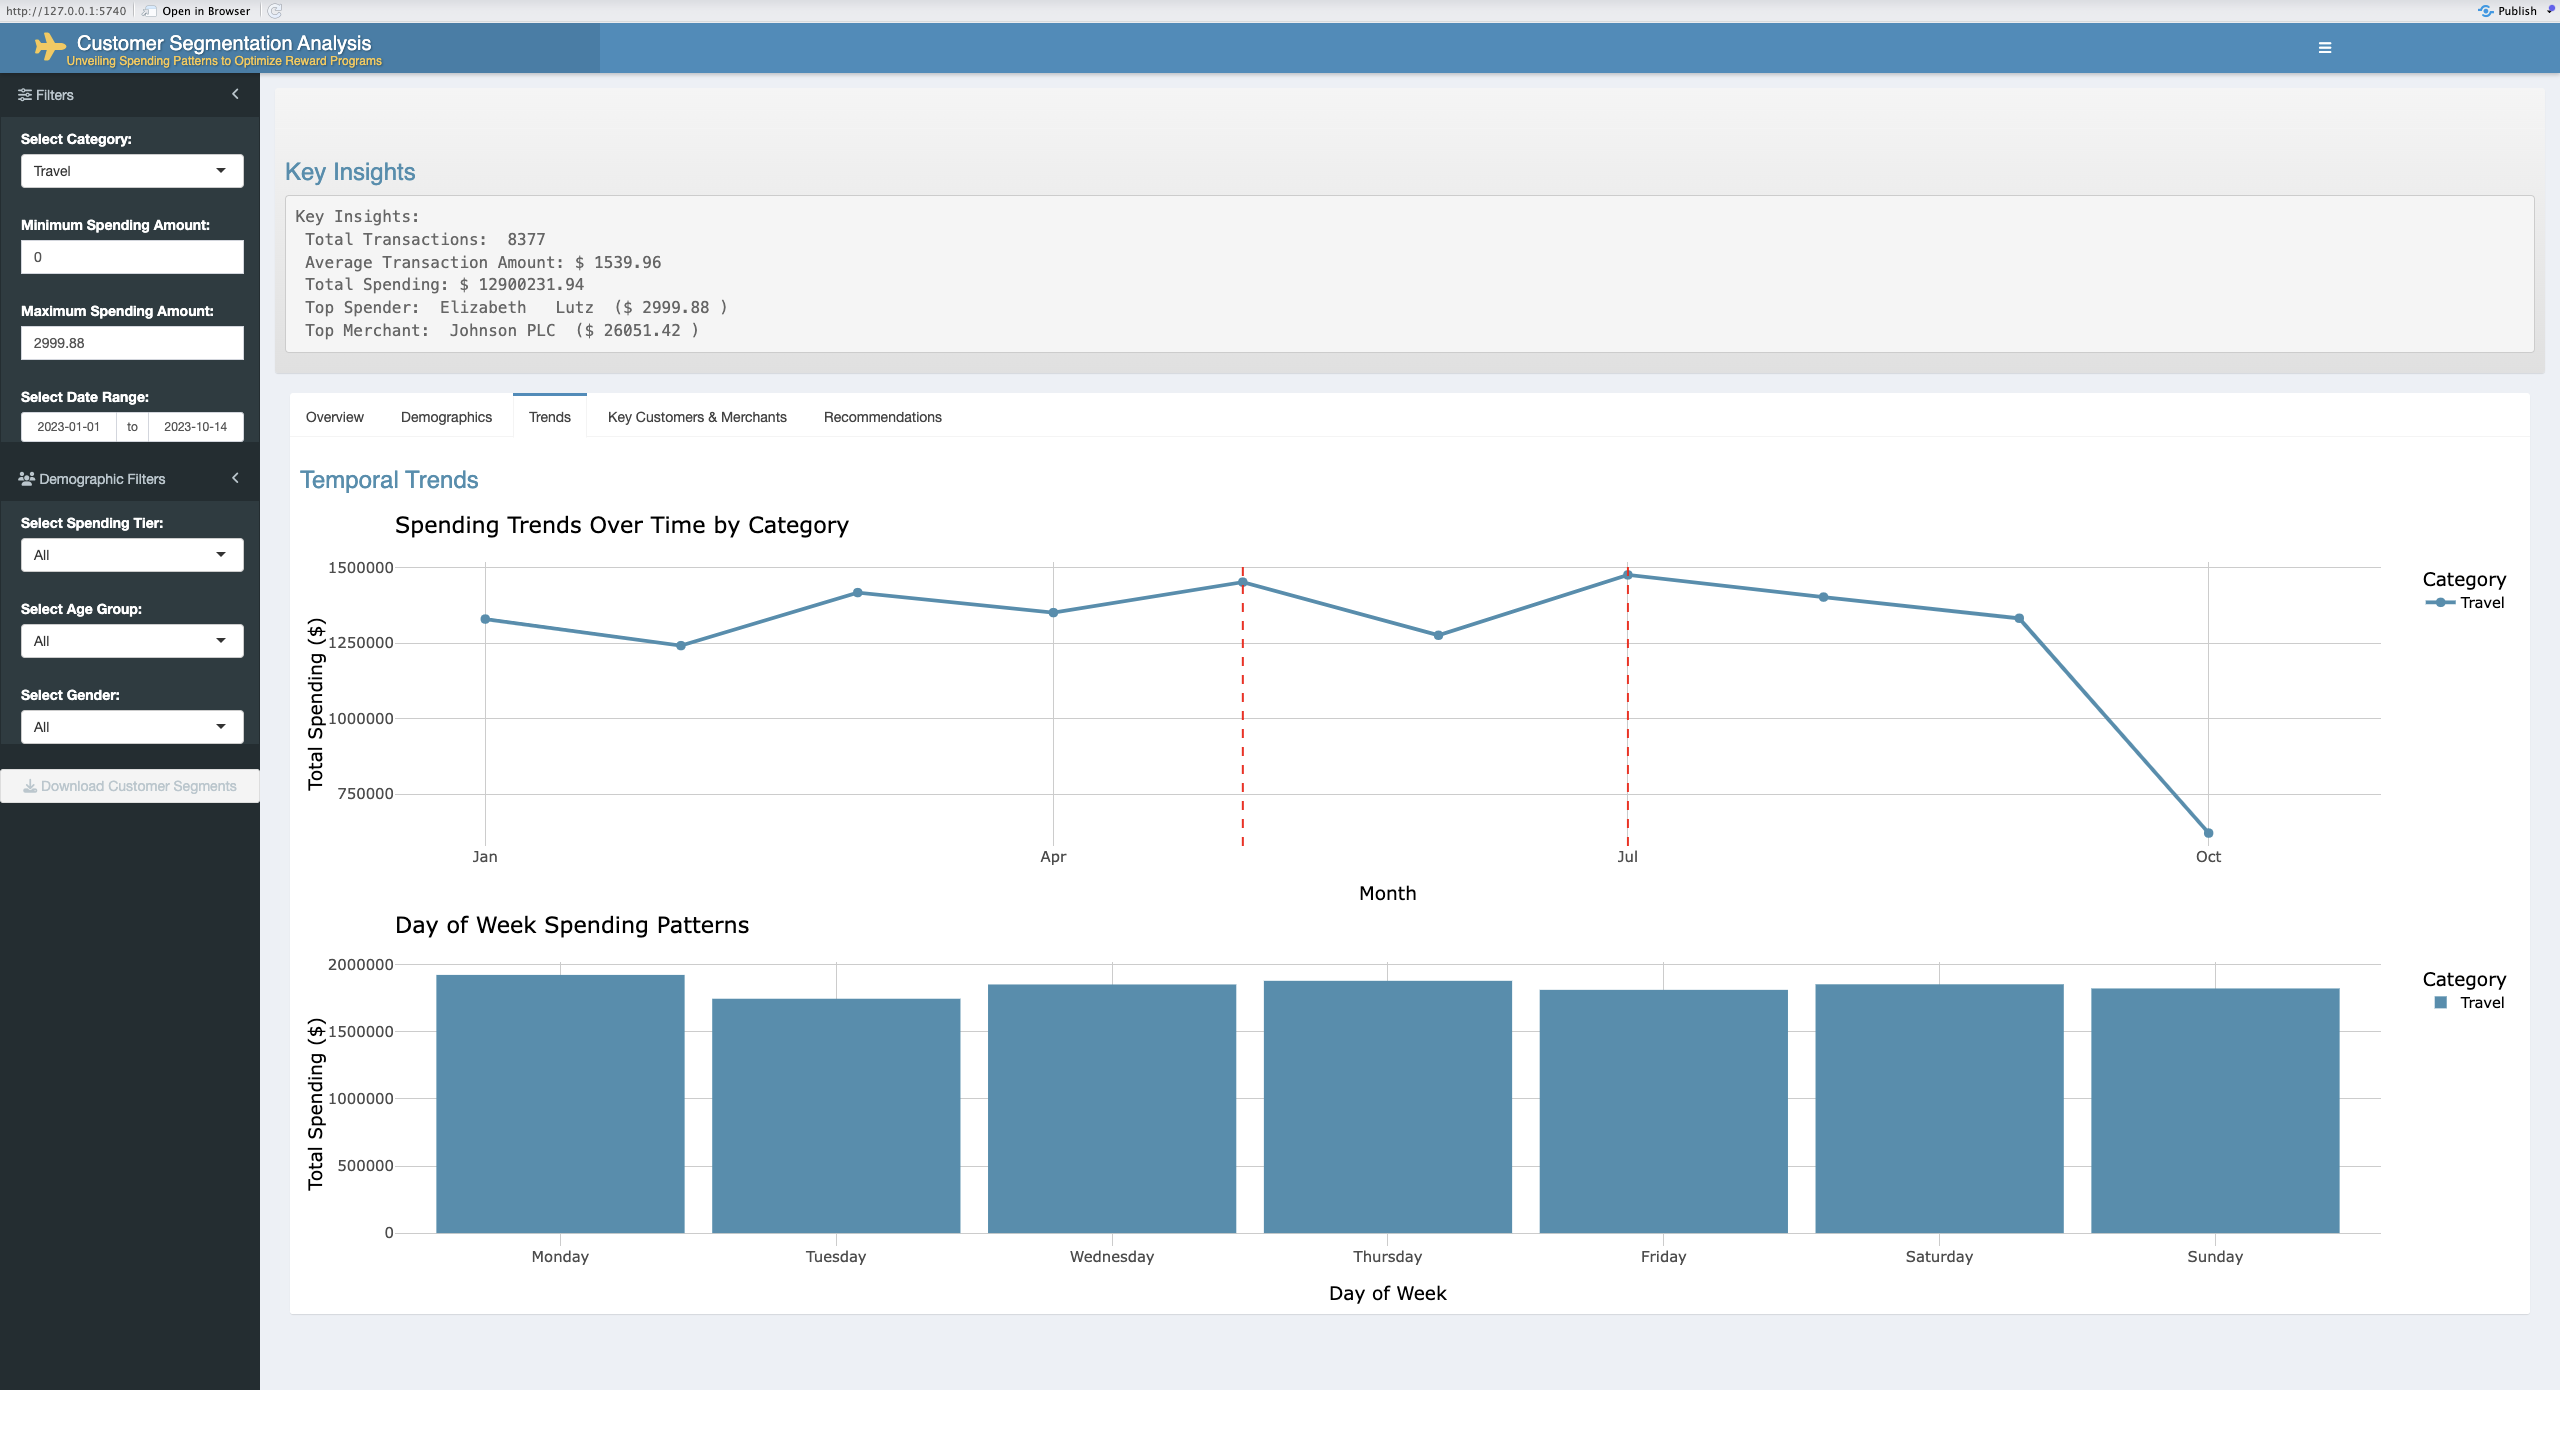 http://127.0.0.1:5740 Open in Browser Publish
Customer Segmentation Analysis
Unveiling Spending Patterns to Optimize Reward Programs
Filters
Select Category:
Travel
Minimum Spending Amount:
0
Maximum Spending Amount:
2999.88
Select Date Range:
2023-01-01 to 2023-10-14
Demographic Filters
Select Spending Tier:
All
Select Age Group:
All
Select Gender:
All
Download Customer Segments
Key Insights
Key Insights:
Total Transactions: 8377
Average Transaction Amount: $ 1539.96
Total Spending: $ 12900231.94
Top Spender: Elizabeth Lutz ($ 2999.88 )
Top Merchant: Johnson PLC ($ 26051.42 )
Overview Demographics Trends Key Customers & Merchants Recommendations
Temporal Trends
Spending Trends Over Time by Category
Total Spending ($)
1500000
1250000
1000000
750000
Jan Apr Jul Oct
Month
Category
Travel
Day of Week Spending Patterns
Total Spending ($)
2000000
1500000
1000000
500000
0
Monday Tuesday Wednesday Thursday Friday Saturday Sunday
Day of Week
Category
Travel